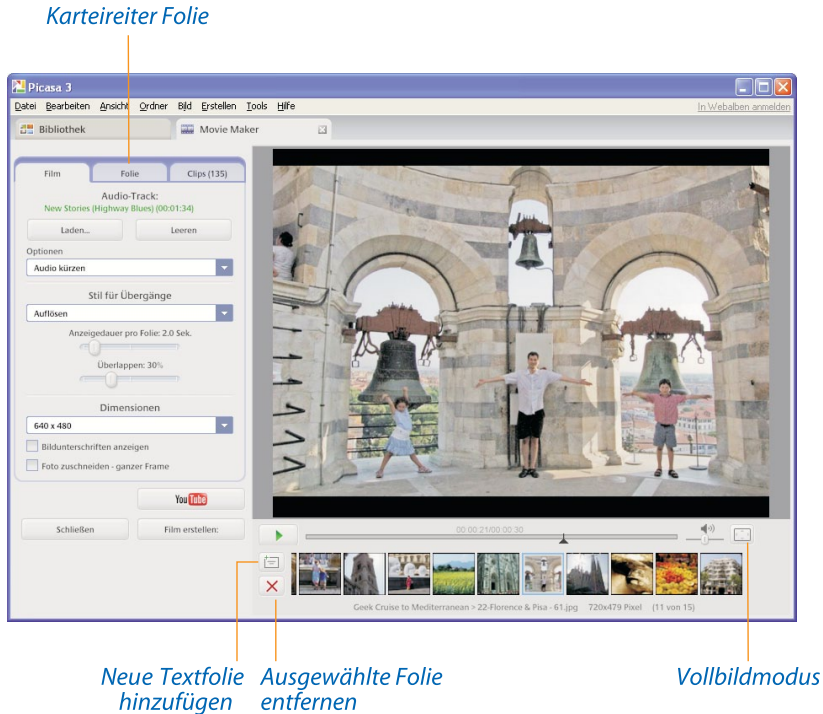 Karteireiter Folie
Picasa 3
Datei Bearbeiten Ansicht Ordner Bild Erstellen Tools Hilfe
In Webalben anmelden
Bibliothek
Movie Maker
Film
Folie
Clips (135)
Audio-Track:
New Stories (Highway Blues) (00:01:34)
Laden...
Leeren
Optionen
Audio kürzen
Stil für Übergänge
Auflösen
Anzeigedauer pro Folie: 2.0 Sek.
Überlappen: 30%
Dimensionen
640 x 480
Bildunterschriften anzeigen
Foto zuschneiden - ganzer Frame
YouTube
Schließen
Film erstellen:
00:00:21/00:00:30
Geek Cruise to Mediterranean > 22-Florence & Pisa - 61.jpg 720x479 Pixel (11 von 15)
Neue Textfolie
hinzufügen
Ausgewählte Folie
entfernen
Vollbildmodus